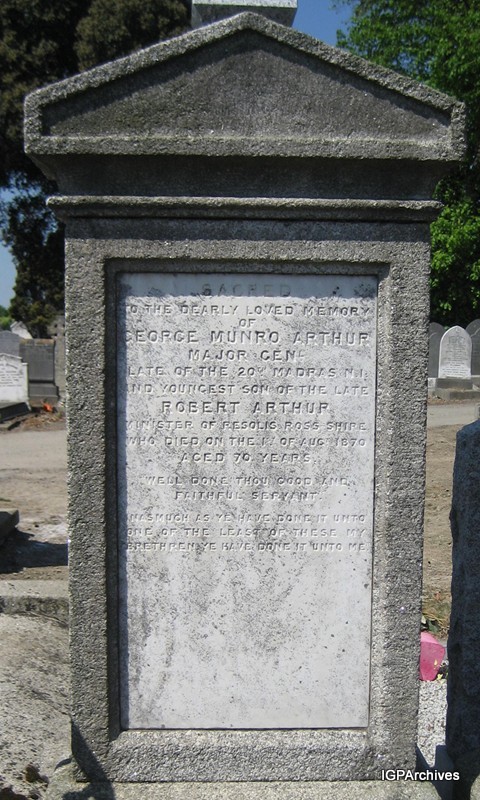 SACRED
TO THE DEARLY LOVED MEMORY
OF
GEORGE MUNRO ARTHUR
MAJOR GENL
LATE OF THE 20TH MADRAS N.I.
AND YOUNGEST SON OF THE LATE
ROBERT ARTHUR
MINISTER OF RESOLIS ROSS SHIRE
WHO DIED ON THE 1ST OF AUGT 1870
AGED 70 YEARS.
WELL DONE THOU GOOD AND
FAITHFUL SERVANT
INASMUCH AS YE HAVE DONE IT UNTO
ONE OF THE LEAST OF THESE MY
BRETHREN YE HAVE DONE IT UNTO ME
IGPArchives